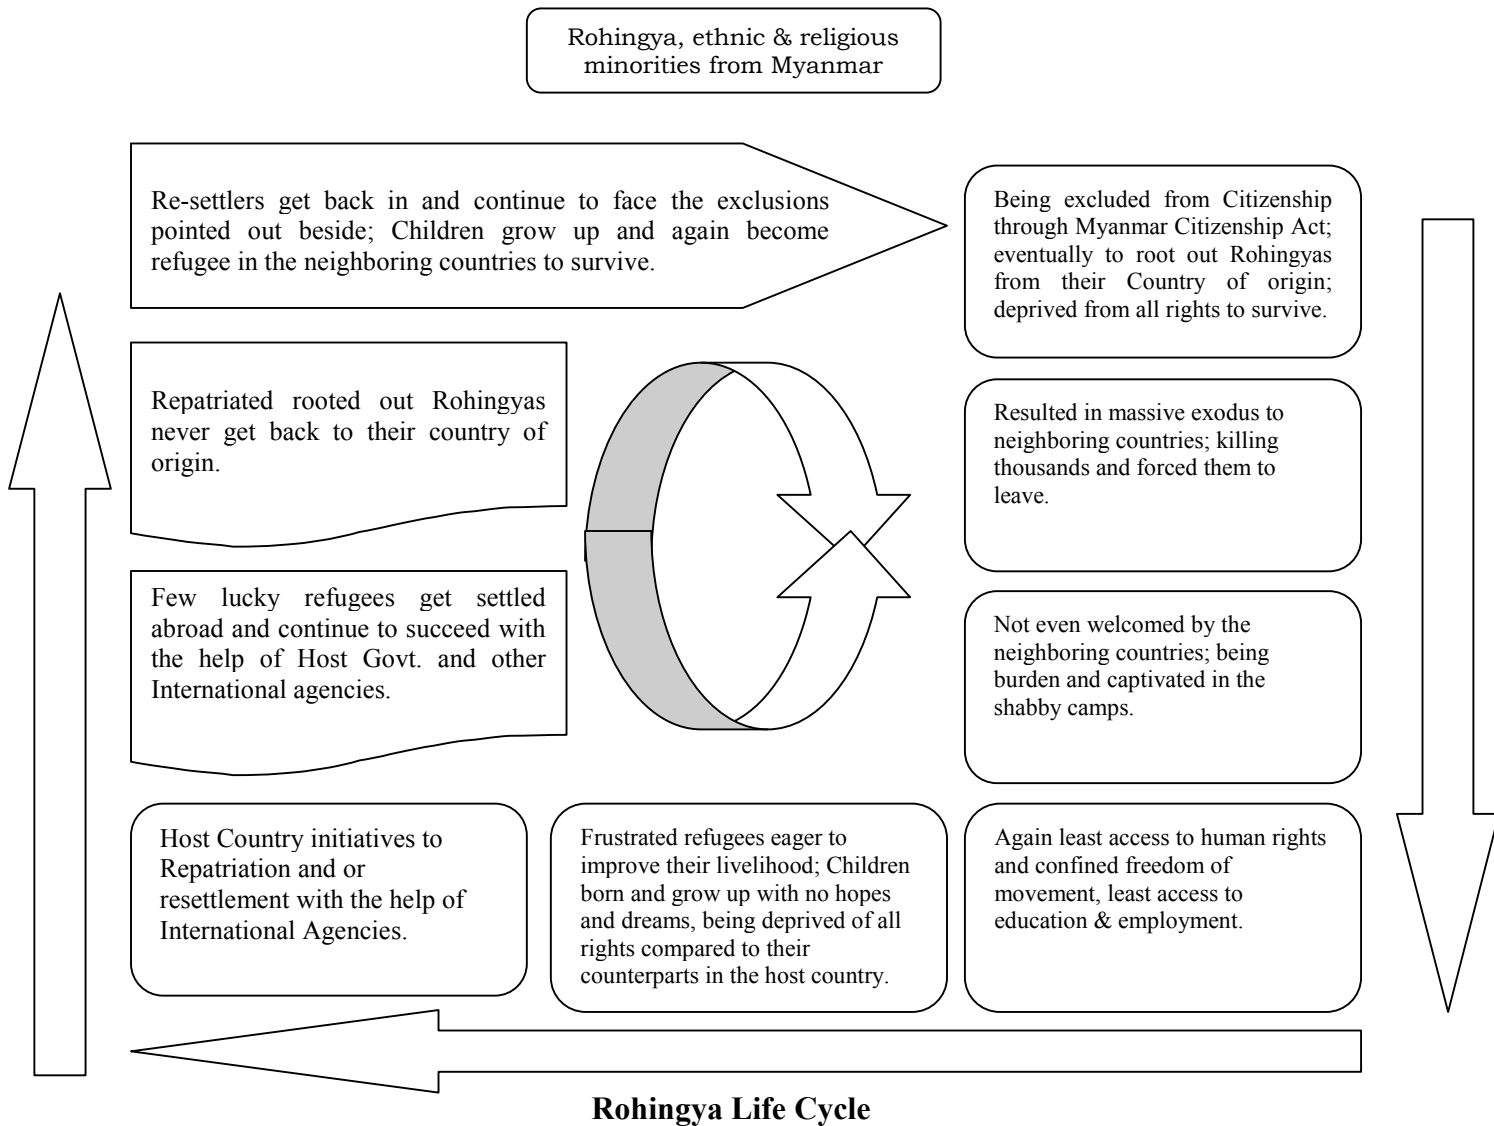 Rohingya, ethnic & religious
minorities from Myanmar
Re-settlers get back in and continue to face the exclusions
pointed out beside; Children grow up and again become
refugee in the neighboring countries to survive.
Being excluded from Citizenship
through Myanmar Citizenship Act;
eventually to root out Rohingyas
from their Country of origin;
deprived from all rights to survive.
Repatriated rooted out Rohingyas
never get back to their country of
origin.
Resulted in massive exodus to
neighboring countries; killing
thousands and forced them to
leave.
Few lucky refugees get settled
abroad and continue to succeed with
the help of Host Govt. and other
International agencies.
Not even welcomed by the
neighboring countries; being
burden and captivated in the
shabby camps.
Host Country initiatives to
Repatriation and or
resettlement with the help of
International Agencies.
Frustrated refugees eager to
improve their livelihood; Children
born and grow up with no hopes
and dreams, being deprived of all
rights compared to their
counterparts in the host country.
Again least access to human rights
and confined freedom of
movement, least access to
education & employment.
Rohingya Life Cycle